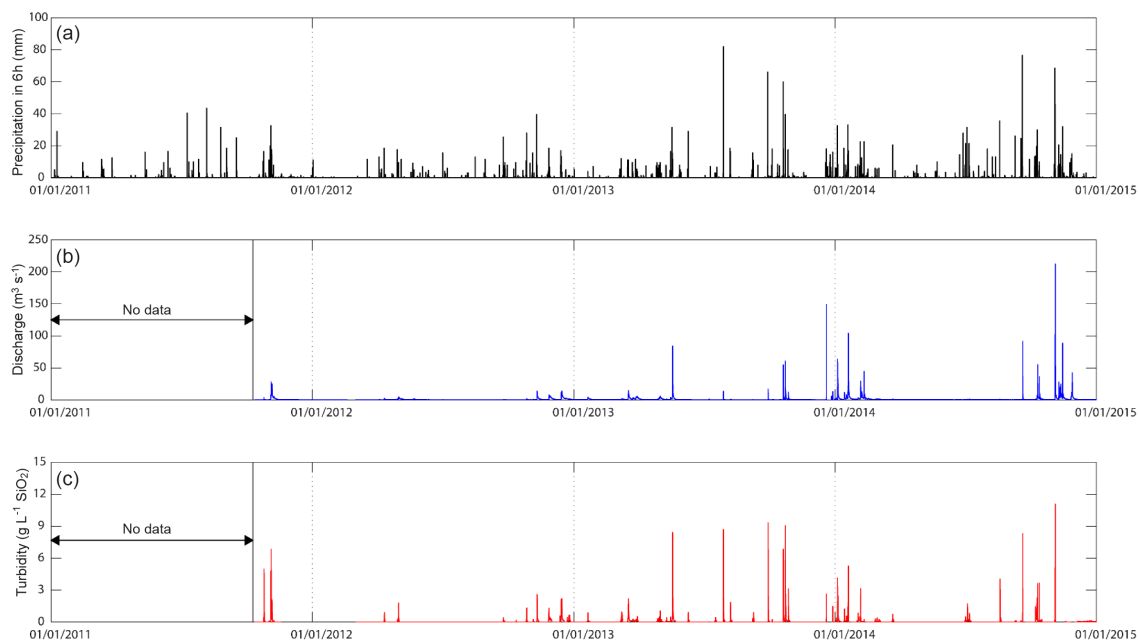 (a)
Precipitation in 6h (mm)
100
80
60
40
20
0
01/01/2011 01/01/2012 01/01/2013 01/01/2014 01/01/2015
(b)
Discharge (m³ s⁻¹)
250
200
150
100
50
0
No data
01/01/2011 01/01/2012 01/01/2013 01/01/2014 01/01/2015
(c)
Turbidity (g L⁻¹ SiO₂)
15
12
9
6
3
0
No data
01/01/2011 01/01/2012 01/01/2013 01/01/2014 01/01/2015